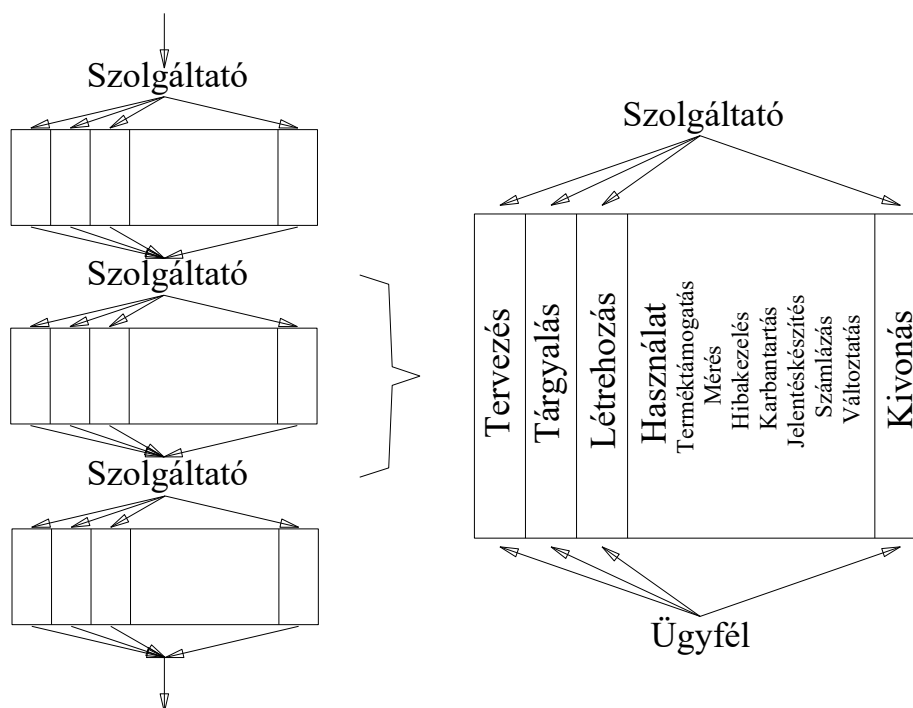 Szolgáltató
Szolgáltató
Szolgáltató
Szolgáltató
Tervezés
Tárgyalás
Létrehozás
Használat
Terméktámogatás
Mérés
Hibakezelés
Karbantartás
Jelentéskészítés
Számlázás
Változtatás
Kivonás
Ügyfél